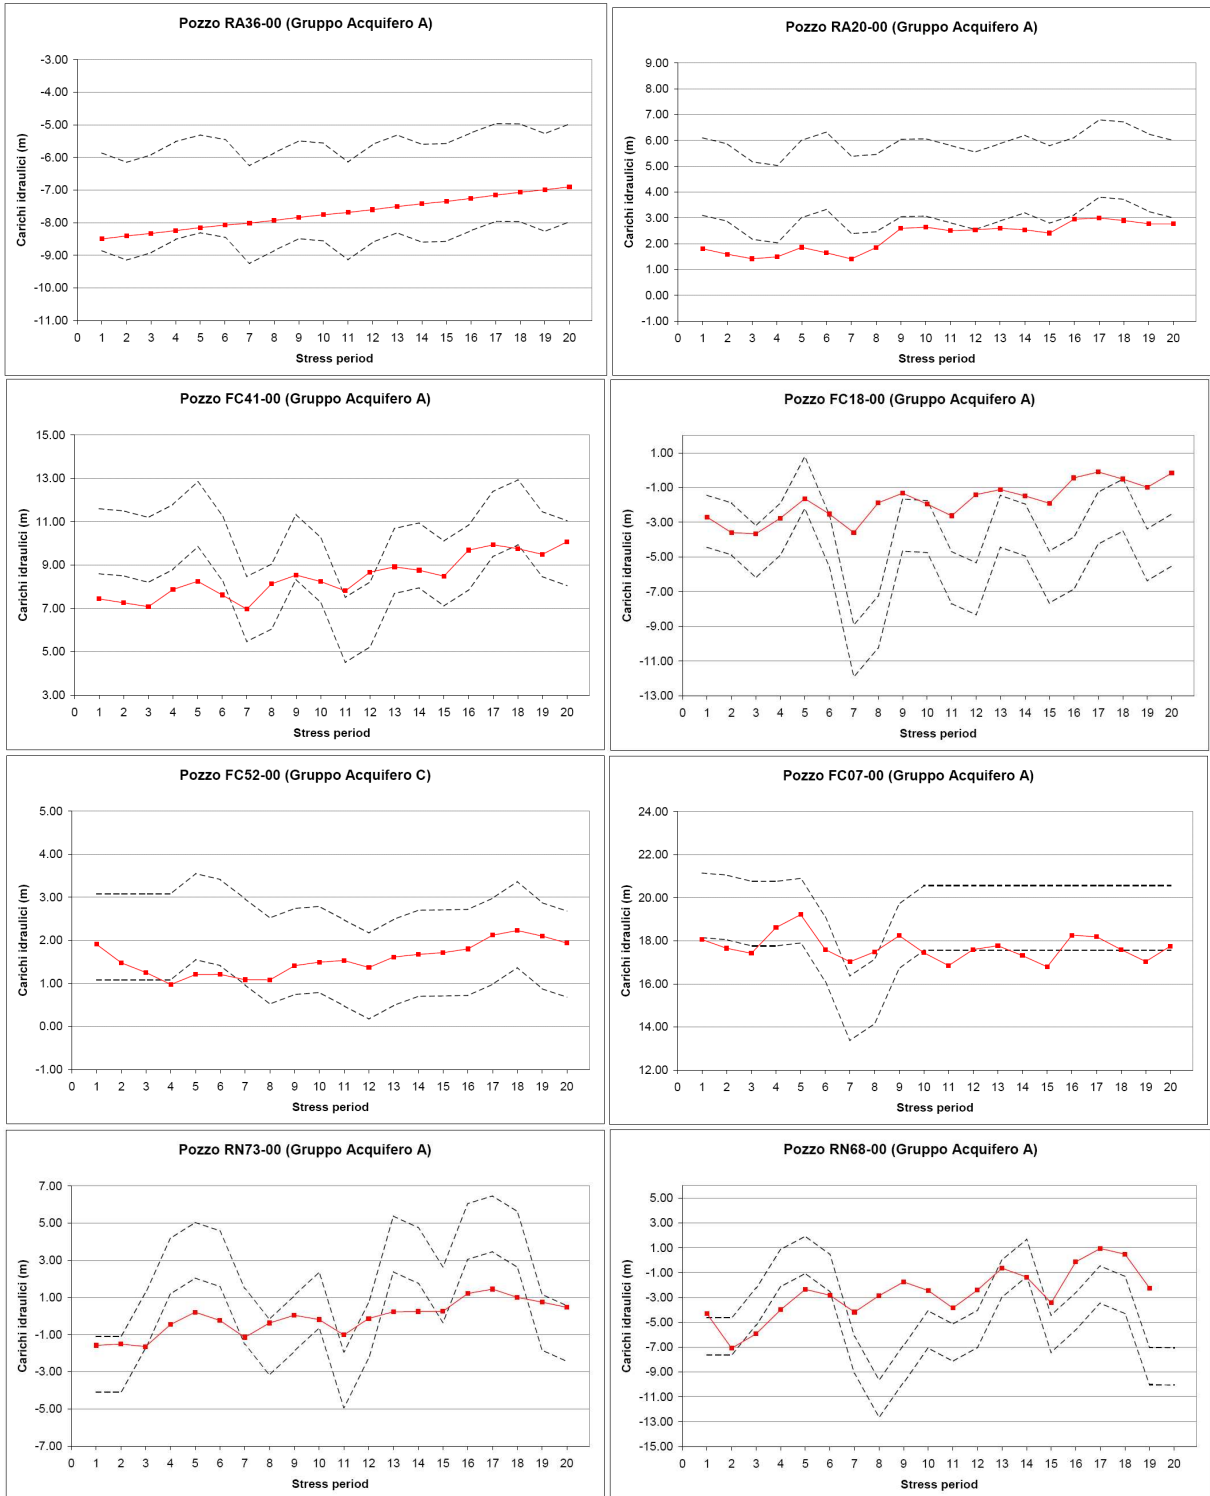 Pozzo RA36-00 (Gruppo Acquifero A)
-3.00
-4.00
-5.00
-6.00
-7.00
-8.00
-9.00
-10.00
-11.00
Carichi idraulici (m)
0 1 2 3 4 5 6 7 8 9 10 11 12 13 14 15 16 17 18 19 20
Stress period
Pozzo RA20-00 (Gruppo Acquifero A)
9.00
8.00
7.00
6.00
5.00
4.00
3.00
2.00
1.00
0.00
-1.00
Carichi idraulici (m)
0 1 2 3 4 5 6 7 8 9 10 11 12 13 14 15 16 17 18 19 20
Stress period
Pozzo FC41-00 (Gruppo Acquifero A)
15.00
13.00
11.00
9.00
7.00
5.00
3.00
Carichi idraulici (m)
0 1 2 3 4 5 6 7 8 9 10 11 12 13 14 15 16 17 18 19 20
Stress period
Pozzo FC18-00 (Gruppo Acquifero A)
1.00
-1.00
-3.00
-5.00
-7.00
-9.00
-11.00
-13.00
Carichi idraulici (m)
0 1 2 3 4 5 6 7 8 9 10 11 12 13 14 15 16 17 18 19 20
Stress period
Pozzo FC52-00 (Gruppo Acquifero C)
5.00
4.00
3.00
2.00
1.00
0.00
-1.00
Carichi idraulici (m)
0 1 2 3 4 5 6 7 8 9 10 11 12 13 14 15 16 17 18 19 20
Stress period
Pozzo FC07-00 (Gruppo Acquifero A)
24.00
22.00
20.00
18.00
16.00
14.00
12.00
Carichi idraulici (m)
0 1 2 3 4 5 6 7 8 9 10 11 12 13 14 15 16 17 18 19 20
Stress period
Pozzo RN73-00 (Gruppo Acquifero A)
7.00
5.00
3.00
1.00
-1.00
-3.00
-5.00
-7.00
Carichi idraulici (m)
0 1 2 3 4 5 6 7 8 9 10 11 12 13 14 15 16 17 18 19 20
Stress period
Pozzo RN68-00 (Gruppo Acquifero A)
5.00
3.00
1.00
-1.00
-3.00
-5.00
-7.00
-9.00
-11.00
-13.00
-15.00
Carichi idraulici (m)
0 1 2 3 4 5 6 7 8 9 10 11 12 13 14 15 16 17 18 19 20
Stress period